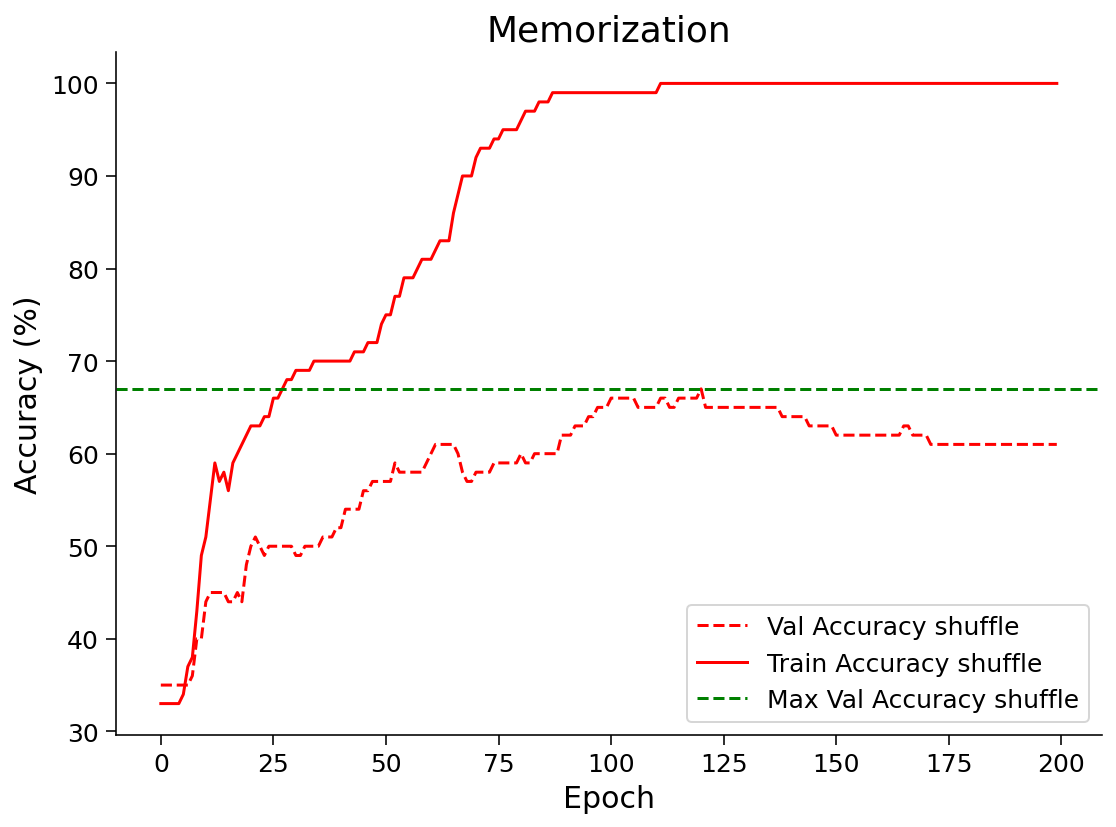 Memorization
Accuracy (%)
100
90
80
70
60
50
40
30
Val Accuracy shuffle
Train Accuracy shuffle
Max Val Accuracy shuffle
0 25 50 75 100 125 150 175 200
Epoch